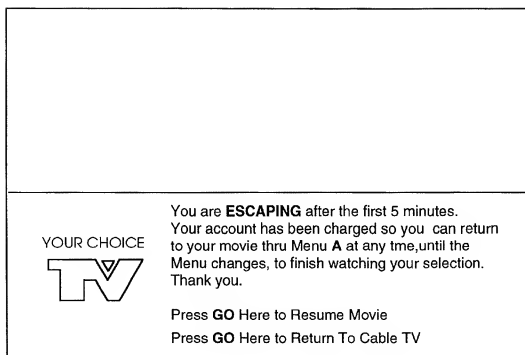 You are ESCAPING after the first 5 minutes.
Your account has been charged so you can return
to your movie thru Menu A at any tme,until the
Menu changes, to finish watching your selection.
Thank you.
YOUR CHOICE
TV
Press GO Here to Resume Movie
Press GO Here to Return To Cable TV